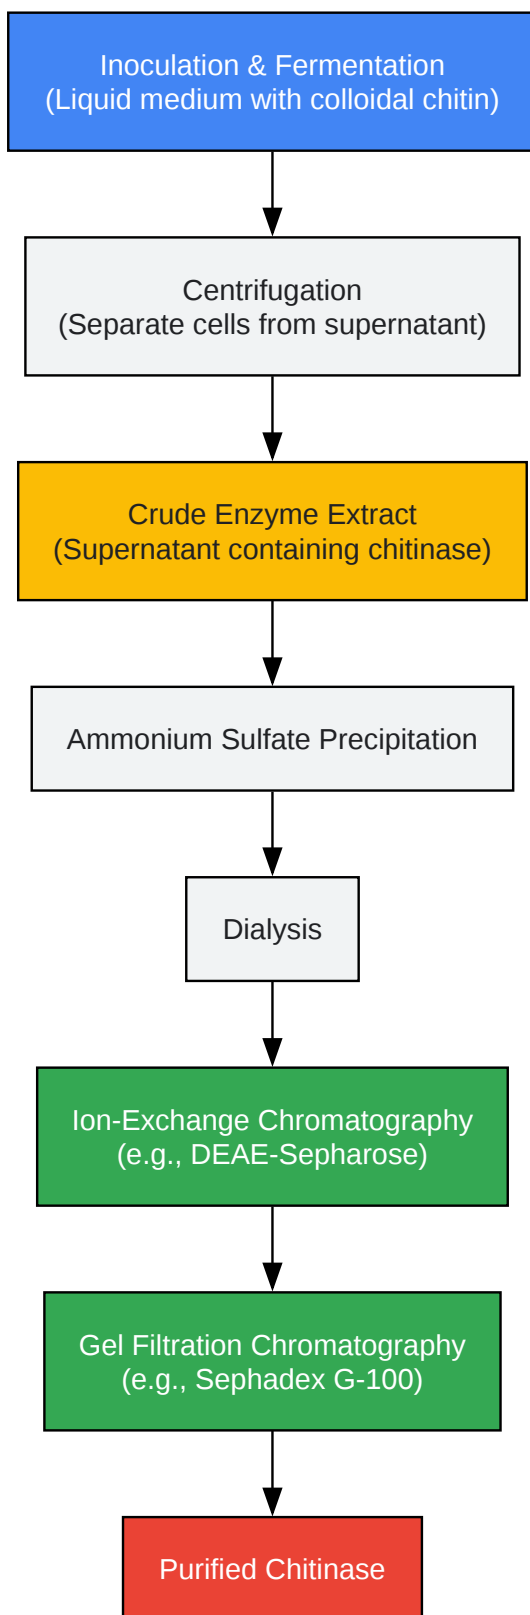 Inoculation & Fermentation
(Liquid medium with colloidal chitin)
Centrifugation
(Separate cells from supernatant)
Crude Enzyme Extract
(Supernatant containing chitinase)
Ammonium Sulfate Precipitation
Dialysis
Ion-Exchange Chromatography
(e.g., DEAE-Sepharose)
Gel Filtration Chromatography
(e.g., Sephadex G-100)
Purified Chitinase